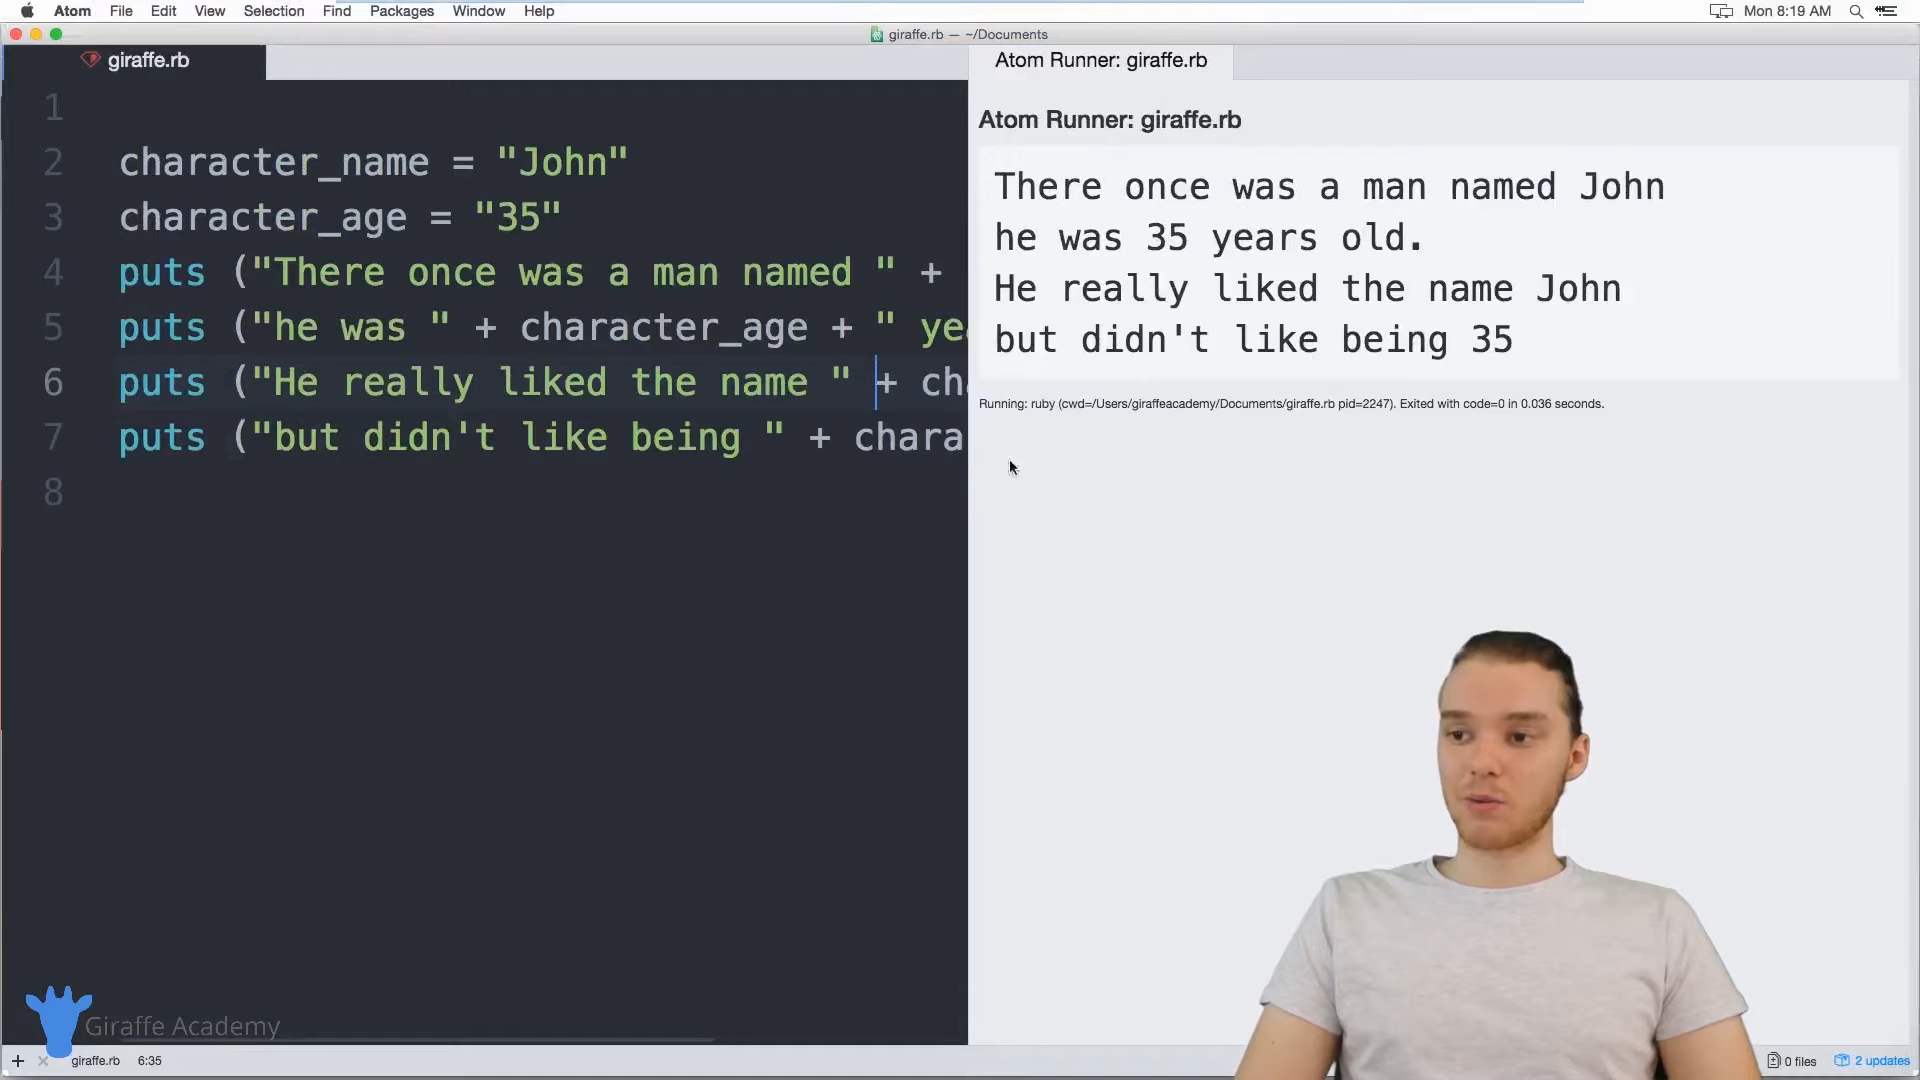 Atom File Edit View Selection Find Packages Window Help
Mon 8:19 AM
giraffe.rb — ~/Documents
giraffe.rb
Atom Runner: giraffe.rb
1
2 character_name = "John"
3 character_age = "35"
4 puts ("There once was a man named " +
5 puts ("he was " + character_age + " yea
6 puts ("He really liked the name " + cha
7 puts ("but didn't like being " + chara
8
Atom Runner: giraffe.rb
There once was a man named John
he was 35 years old.
He really liked the name John
but didn't like being 35
Running: ruby (cwd=/Users/giraffeacademy/Documents/giraffe.rb pid=2247). Exited with code=0 in 0.036 seconds.
Giraffe Academy
+ × giraffe.rb 6:35
0 files 2 updates